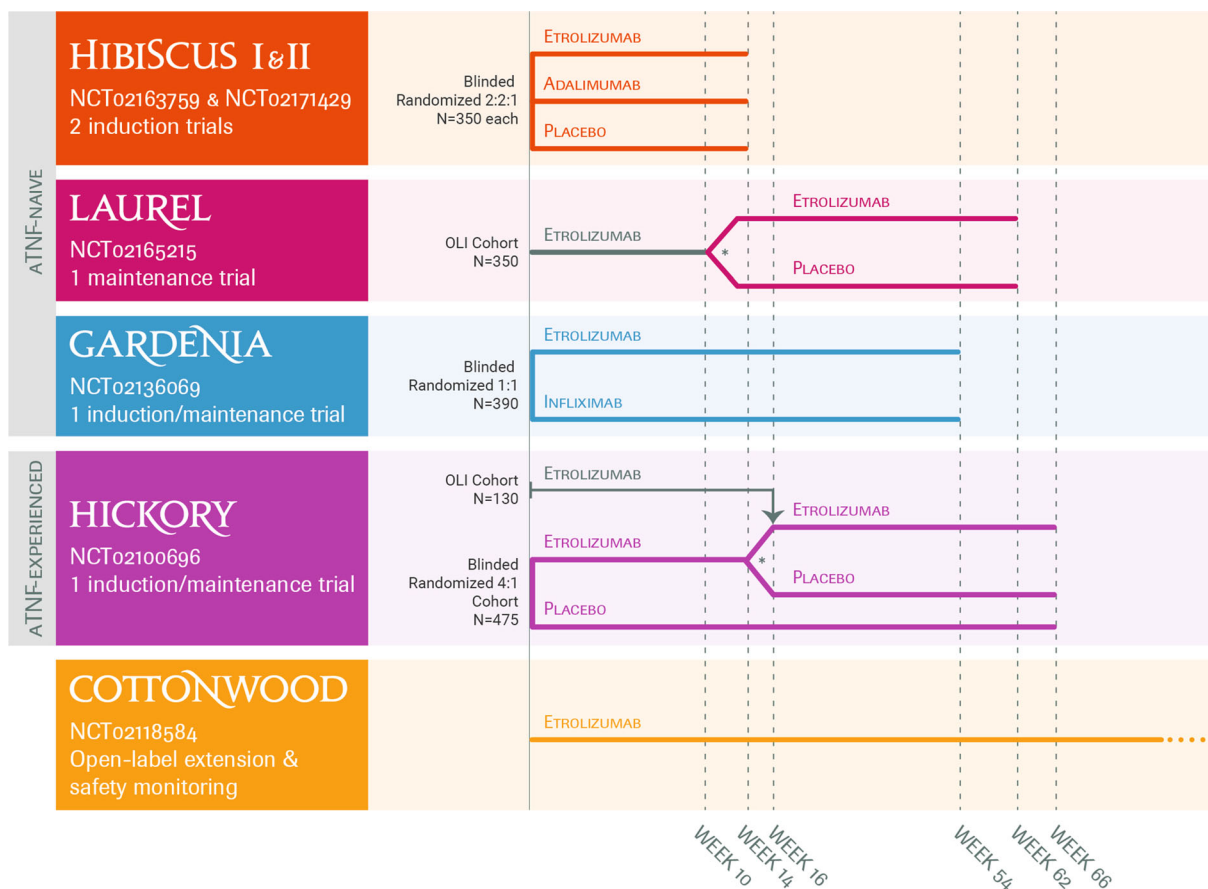 ATNF-NAIVE
HIBISCUS I & II
NCT02163759 & NCT02171429
2 induction trials
Blinded
Randomized 2:2:1
N=350 each
ETROLIZUMAB
ADALIMUMAB
PLACEBO
LAUREL
NCT02165215
1 maintenance trial
OLI Cohort
N=350
ETROLIZUMAB
*
ETROLIZUMAB
PLACEBO
GARDENIA
NCT02136069
1 induction/maintenance trial
Blinded
Randomized 1:1
N=390
ETROLIZUMAB
INFLIXIMAB
ATNF-EXPERIENCED
HICKORY
NCT02100696
1 induction/maintenance trial
OLI Cohort
N=130
ETROLIZUMAB
Blinded
Randomized 4:1
Cohort
N=475
ETROLIZUMAB
*
ETROLIZUMAB
PLACEBO
PLACEBO
COTTONWOOD
NCT02118584
Open-label extension &
safety monitoring
ETROLIZUMAB
WEEK 10
WEEK 14
WEEK 16
WEEK 54
WEEK 62
WEEK 66